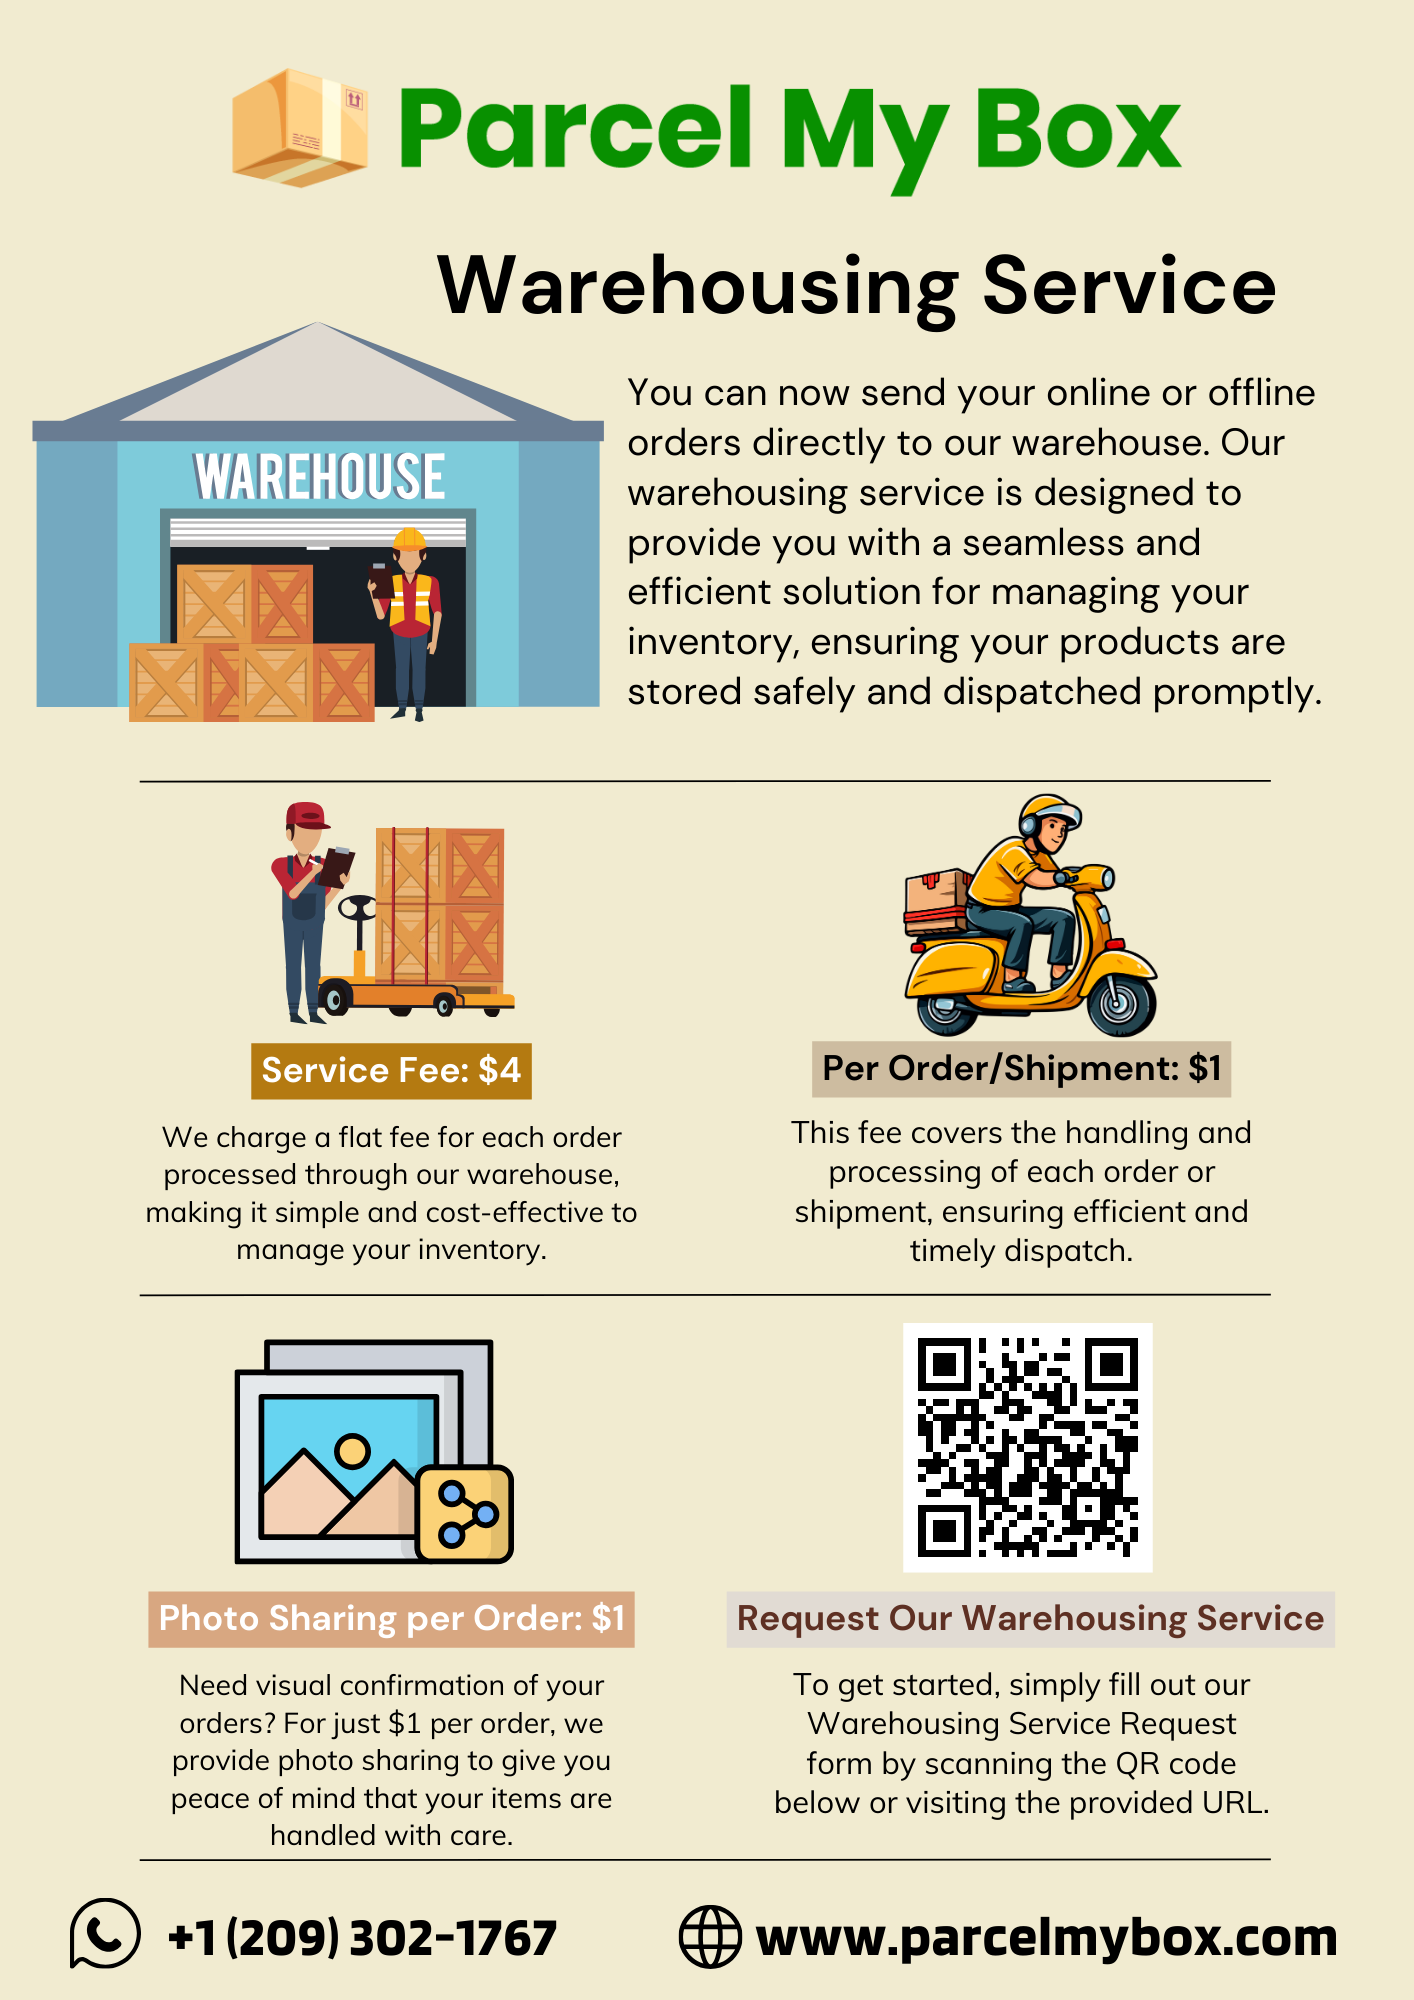 Parcel My Box
Warehousing Service
WAREHOUSE
You can now send your online or offline
orders directly to our warehouse. Our
warehousing service is designed to
provide you with a seamless and
efficient solution for managing your
inventory, ensuring your products are
stored safely and dispatched promptly.
Service Fee: $4
We charge a flat fee for each order
processed through our warehouse,
making it simple and cost-effective to
manage your inventory.
Per Order/Shipment: $1
This fee covers the handling and
processing of each order or
shipment, ensuring efficient and
timely dispatch.
Photo Sharing per Order: $1
Need visual confirmation of your
orders? For just $1 per order, we
provide photo sharing to give you
peace of mind that your items are
handled with care.
Request Our Warehousing Service
To get started, simply fill out our
Warehousing Service Request
form by scanning the QR code
below or visiting the provided URL.
+1 (209) 302-1767
www.parcelmybox.com